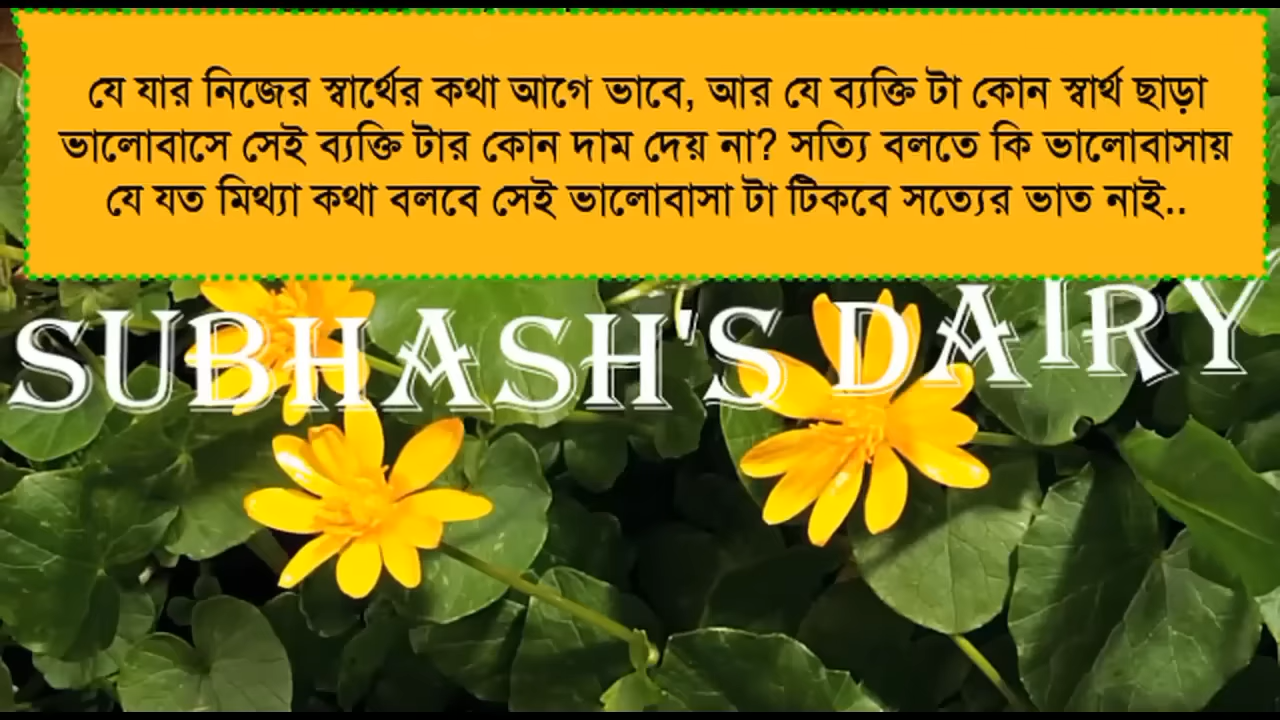 যে যার নিজের স্বার্থের কথা আগে ভাবে, আর যে ব্যক্তি টা কোন স্বার্থ ছাড়া
ভালোবাসে সেই ব্যক্তি টার কোন দাম দেয় না? সত্যি বলতে কি ভালোবাসায়
যে যত মিথ্যা কথা বলবে সেই ভালোবাসা টা টিকবে সত্যের ভাত নাই..
SUBHASH'S DAIRY